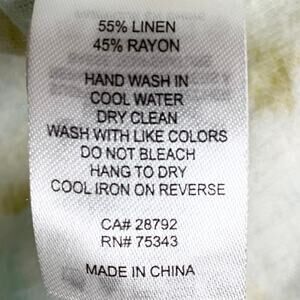 55% LINEN
45% RAYON
HAND WASH IN
COOL WATER
DRY CLEAN
WASH WITH LIKE COLORS
DO NOT BLEACH
HANG TO DRY
COOL IRON ON REVERSE
CA# 28792
RN# 75343
MADE IN CHINA